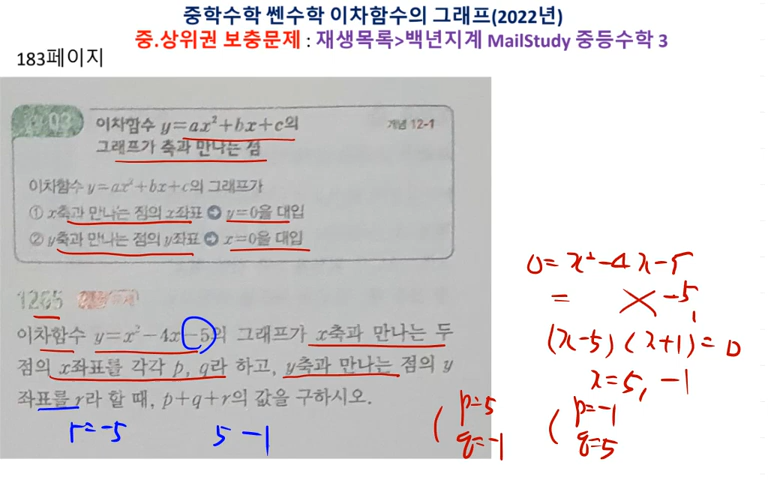 중학수학 쎈수학 이차함수의 그래프(2022년)
중.상위권 보충문제 : 재생목록>백년지계 MailStudy 중등수학 3
183페이지
03
이차함수 y=ax²+bx+c의
그래프가 축과 만나는 점
개념 12-1
이차함수 y=ax²+bx+c의 그래프가
① x축과 만나는 점의 x좌표 ➲ y=0을 대입
② y축과 만나는 점의 y좌표 ➲ x=0을 대입
1265
이차함수 y=x²-4x-5의 그래프가 x축과 만나는 두
점의 x좌표를 각각 p, q라 하고, y축과 만나는 점의 y
좌표를 r라 할 때, p+q+r의 값을 구하시오.
r=-5 5 -1
0=x²-4x-5
= -5, 1
(x-5)(x+1)=0
x=5, -1
( p=5
q=-1
( p=-1
q=5